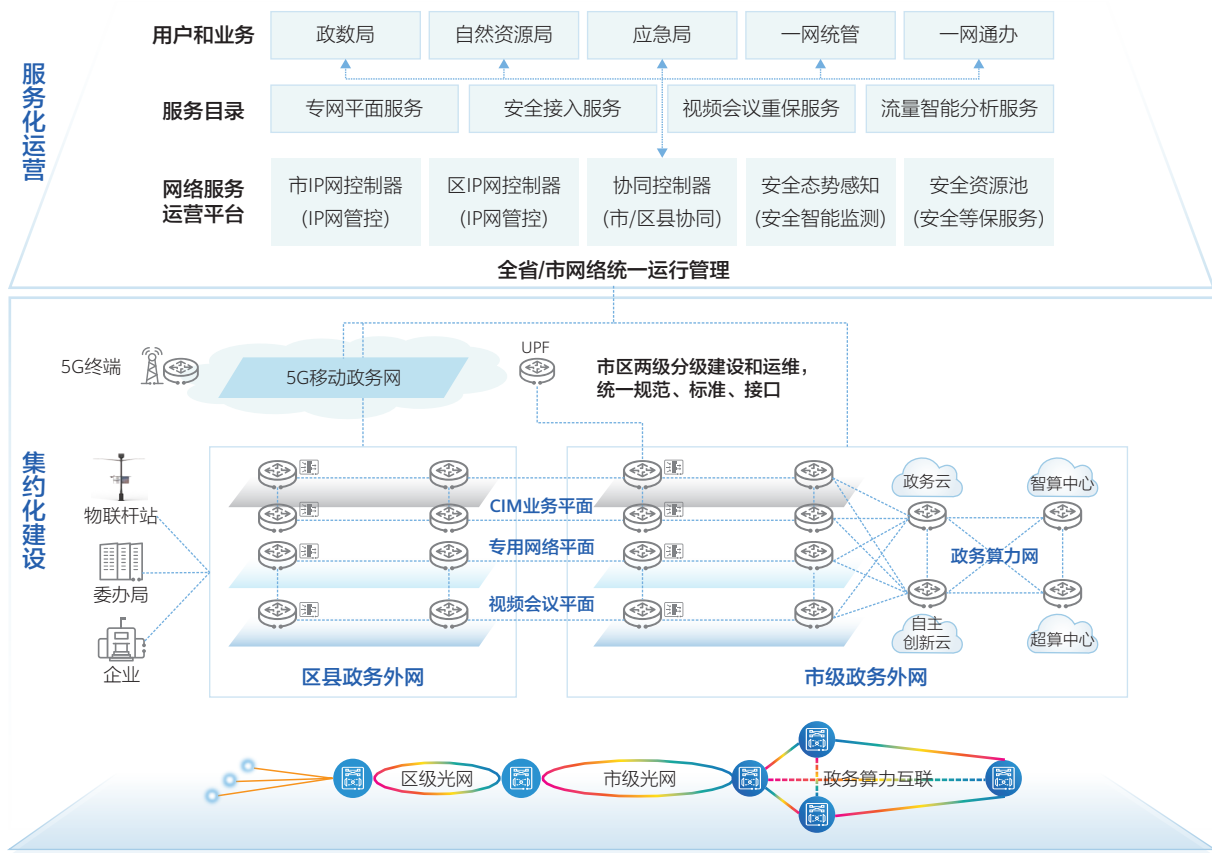 服务化运营
用户和业务
政数局
自然资源局
应急局
一网统管
一网通办
服务目录
专网平面服务
安全接入服务
视频会议重保服务
流量智能分析服务
网络服务
运营平台
市IP网控制器
(IP网管控)
区IP网控制器
(IP网管控)
协同控制器
(市/区县协同)
安全态势感知
(安全智能监测)
安全资源池
(安全等保服务)
全省/市网络统一运行管理
集约化建设
5G终端
5G移动政务网
UPF
市区两级分级建设和运维，
统一规范、标准、接口
物联杆站
委办局
企业
CIM业务平面
专用网络平面
视频会议平面
政务云
智算中心
政务算力网
自主
创新云
超算中心
区县政务外网
市级政务外网
区级光网
市级光网
政务算力互联